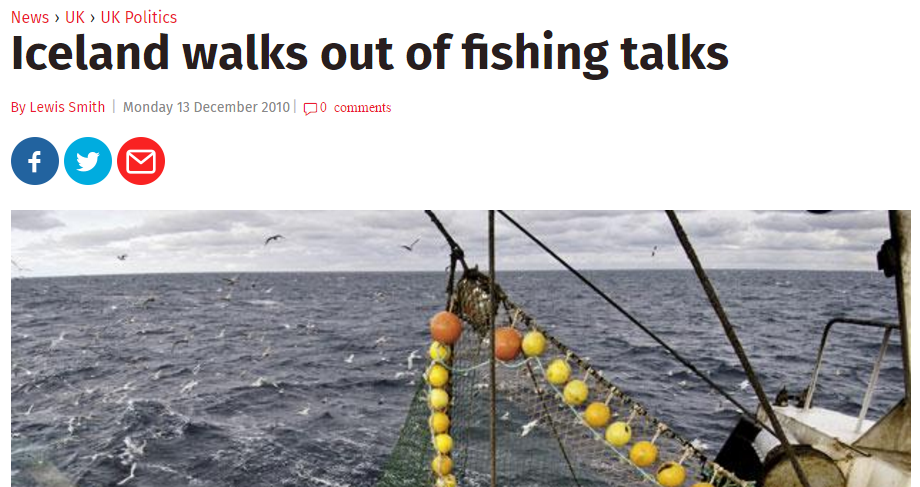 News › UK › UK Politics
Iceland walks out of fishing talks
By Lewis Smith | Monday 13 December 2010 | 0 comments